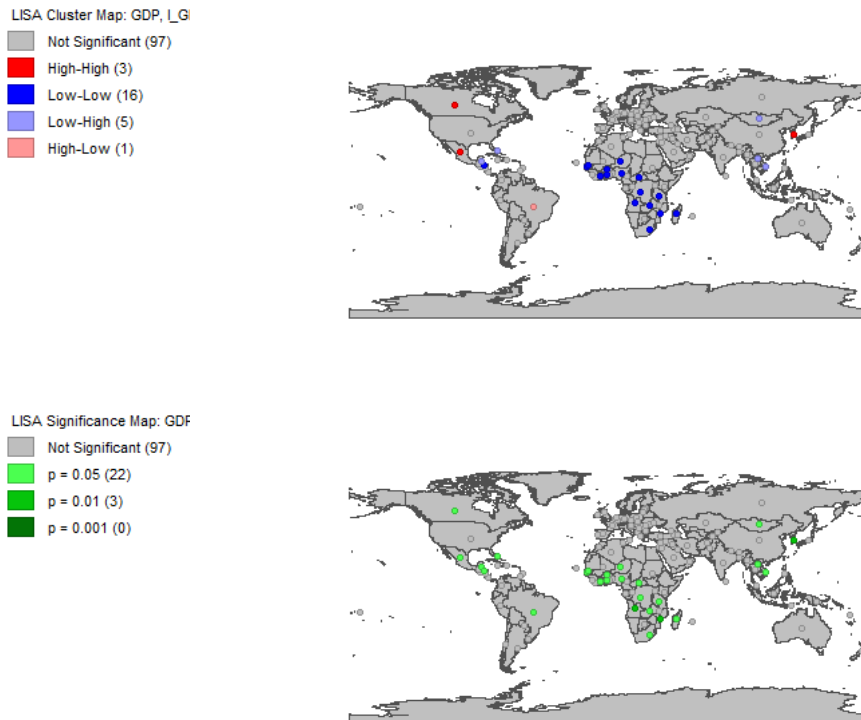 LISA Cluster Map: GDP, I_G
Not Significant (97)
High-High (3)
Low-Low (16)
Low-High (5)
High-Low (1)
LISA Significance Map: GDP
Not Significant (97)
p = 0.05 (22)
p = 0.01 (3)
p = 0.001 (0)